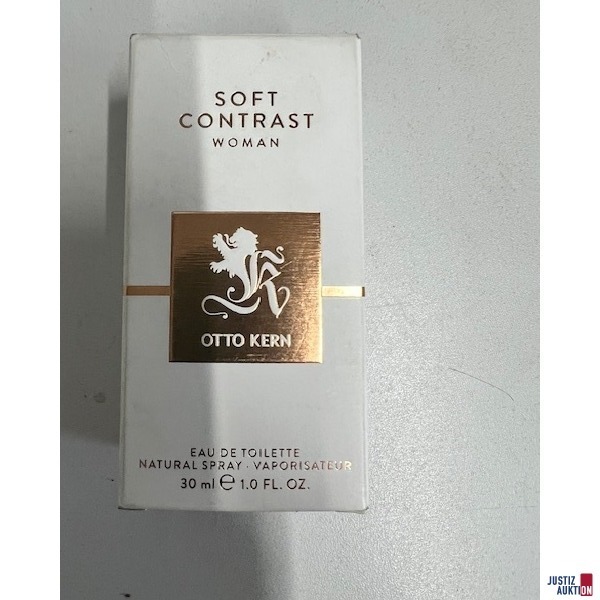 SOFT
CONTRAST
WOMAN
K
OTTO KERN
EAU DE TOILETTE
NATURAL SPRAY · VAPORISATEUR
30 ml ℮ 1.0 FL. OZ.
JUSTIZ
AUKTION